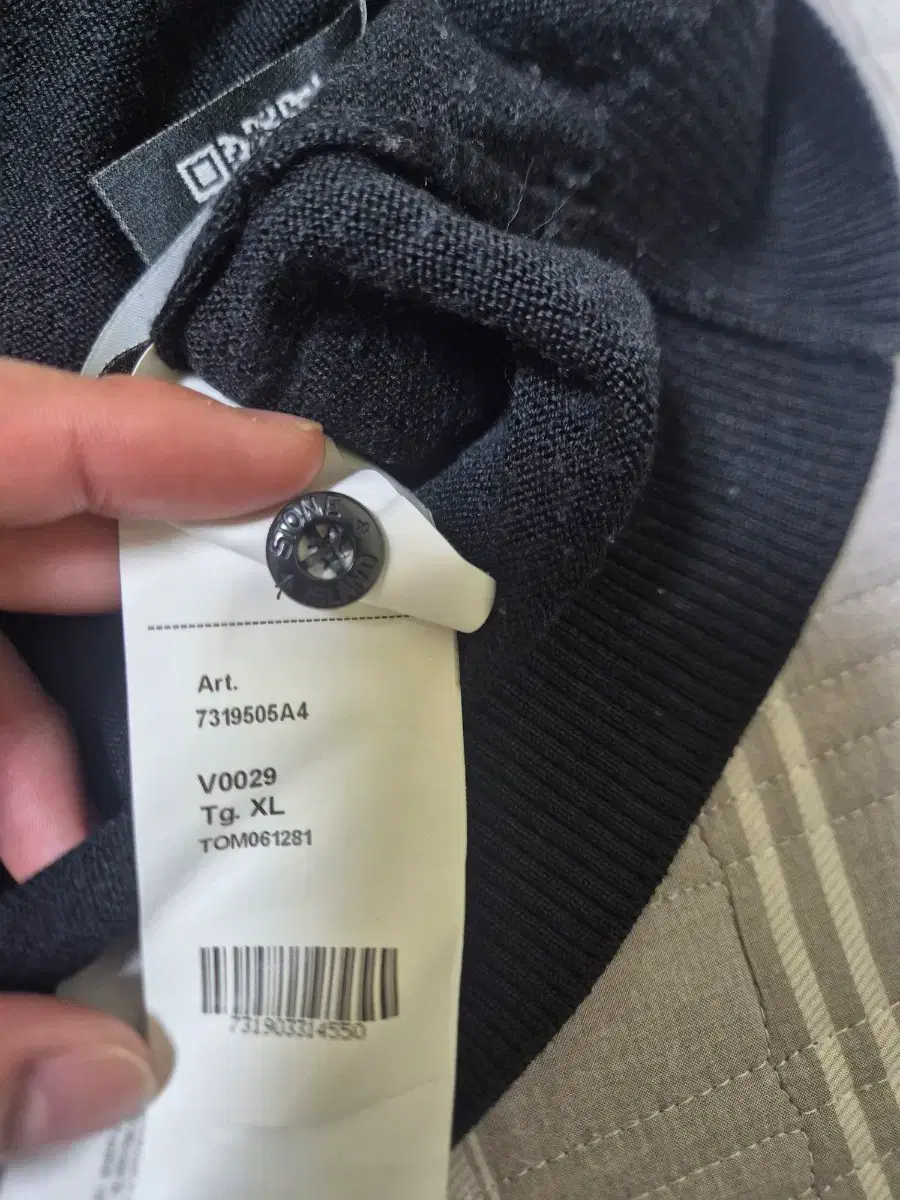 STONE
ISLAND
Art.
7319505A4
V0029
Tg. XL
TOM061281
731903314550